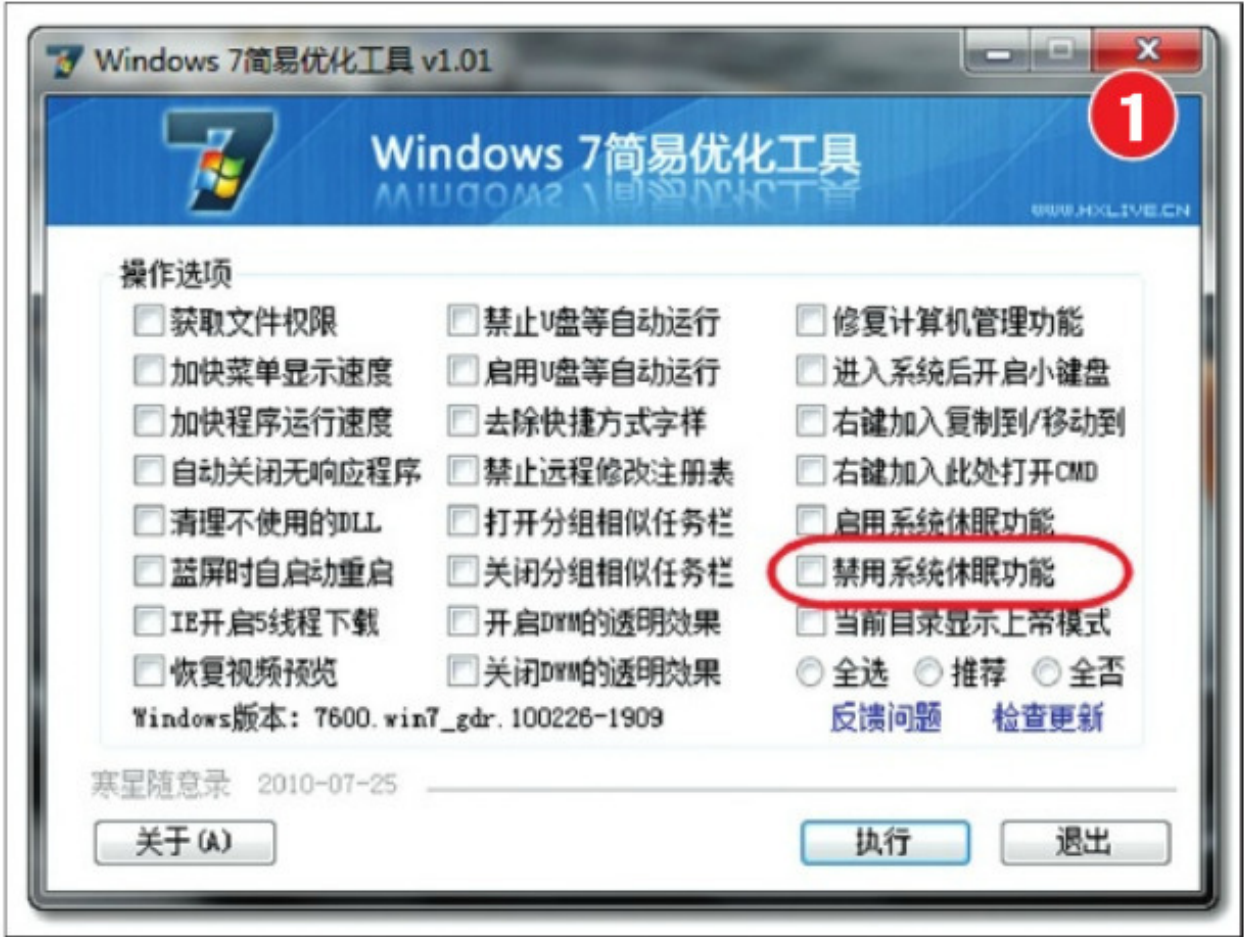 Windows 7简易优化工具 v1.01
1
Windows 7简易优化工具
WWW.HXLIVE.CN
操作选项
获取文件权限 禁止U盘等自动运行 修复计算机管理功能
加快菜单显示速度 启用U盘等自动运行 进入系统后开启小键盘
加快程序运行速度 去除快捷方式字样 右键加入复制到/移动到
自动关闭无响应程序 禁止远程修改注册表 右键加入此处打开CMD
清理不使用的DLL 打开分组相似任务栏 启用系统休眠功能
蓝屏时自启动重启 关闭分组相似任务栏 禁用系统休眠功能
IE开启5线程下载 开启DWM的透明效果 当前目录显示上帝模式
恢复视频预览 关闭DWM的透明效果 全选 推荐 全否
Windows版本: 7600.win7_gdr.100226-1909 反馈问题 检查更新
寒星随意录 2010-07-25
关于(A) 执行 退出